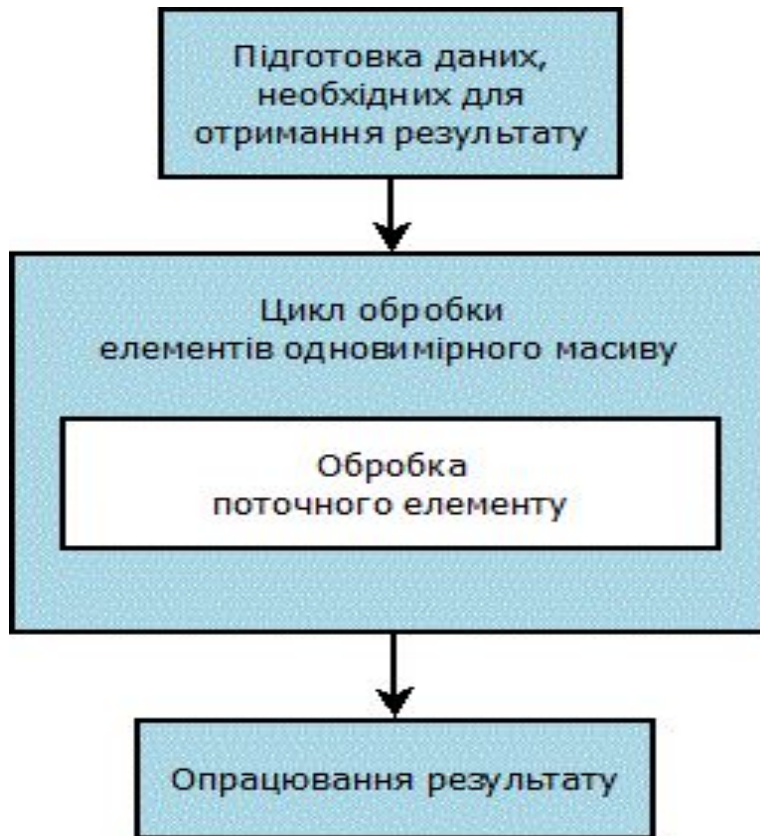 Підготовка даних,
необхідних для
отримання результату
Цикл обробки
елементів одновимірного масиву
Обробка
поточного елементу
Опрацювання результату